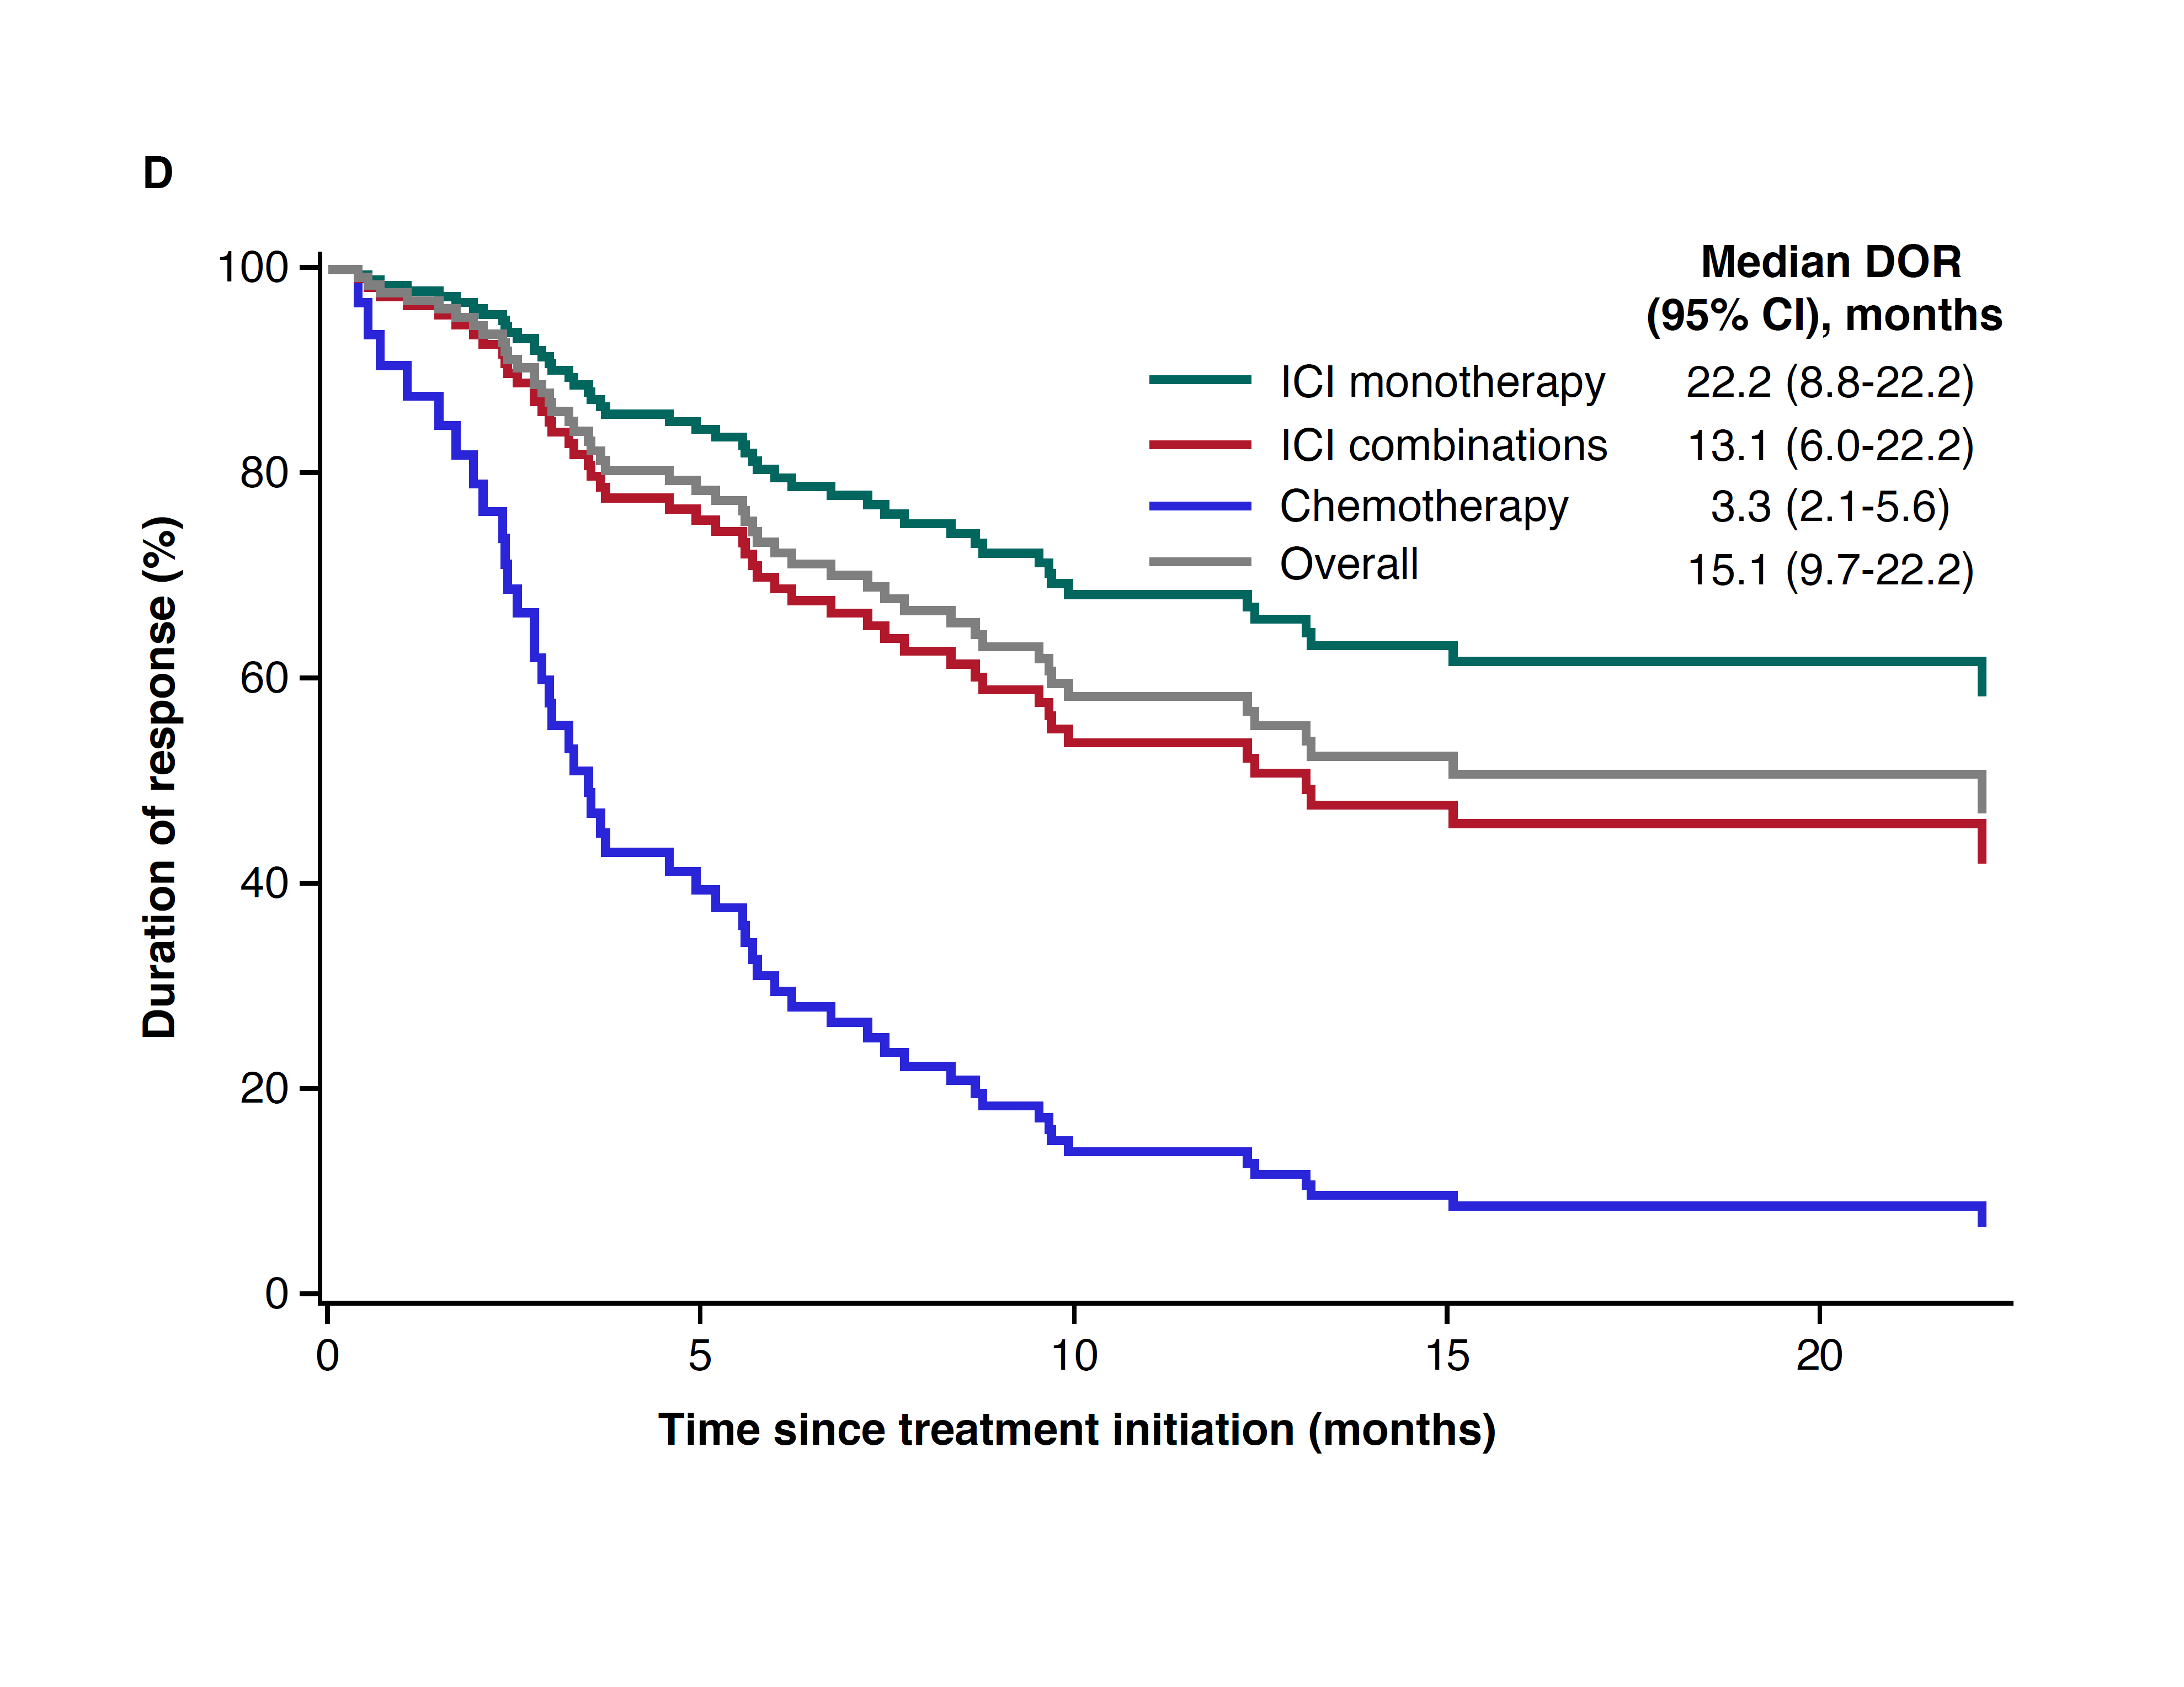 D
Median DOR
(95% CI), months
ICI monotherapy 22.2 (8.8-22.2)
ICI combinations 13.1 (6.0-22.2)
Chemotherapy 3.3 (2.1-5.6)
Overall 15.1 (9.7-22.2)
Duration of response (%)
100
80
60
40
20
0
0 5 10 15 20
Time since treatment initiation (months)